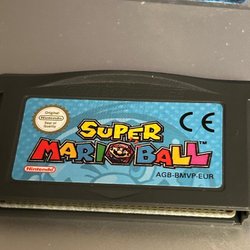 Original
Nintendo
Seal of
Quality
CE
SUPER
MARIO BALL
Nintendo
AGB-BMVP-EUR